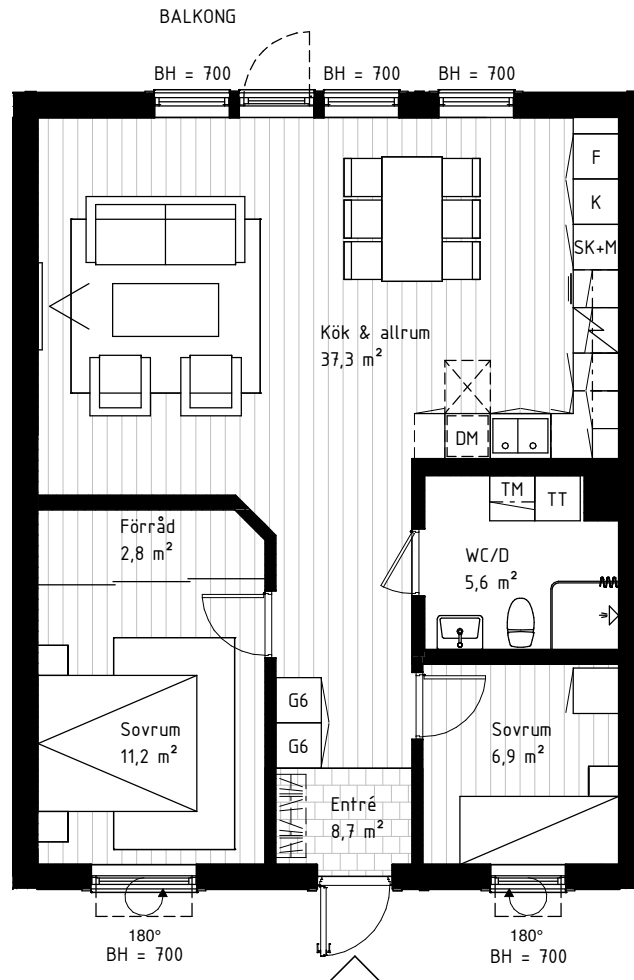 BALKONG
BH = 700
BH = 700
BH = 700
F
K
SK+M
Kök & allrum
37,3 m²
DM
TM
TT
Förråd
2,8 m²
WC/D
5,6 m²
G6
G6
Sovrum
11,2 m²
Sovrum
6,9 m²
Entré
8,7 m²
180°
BH = 700
180°
BH = 700